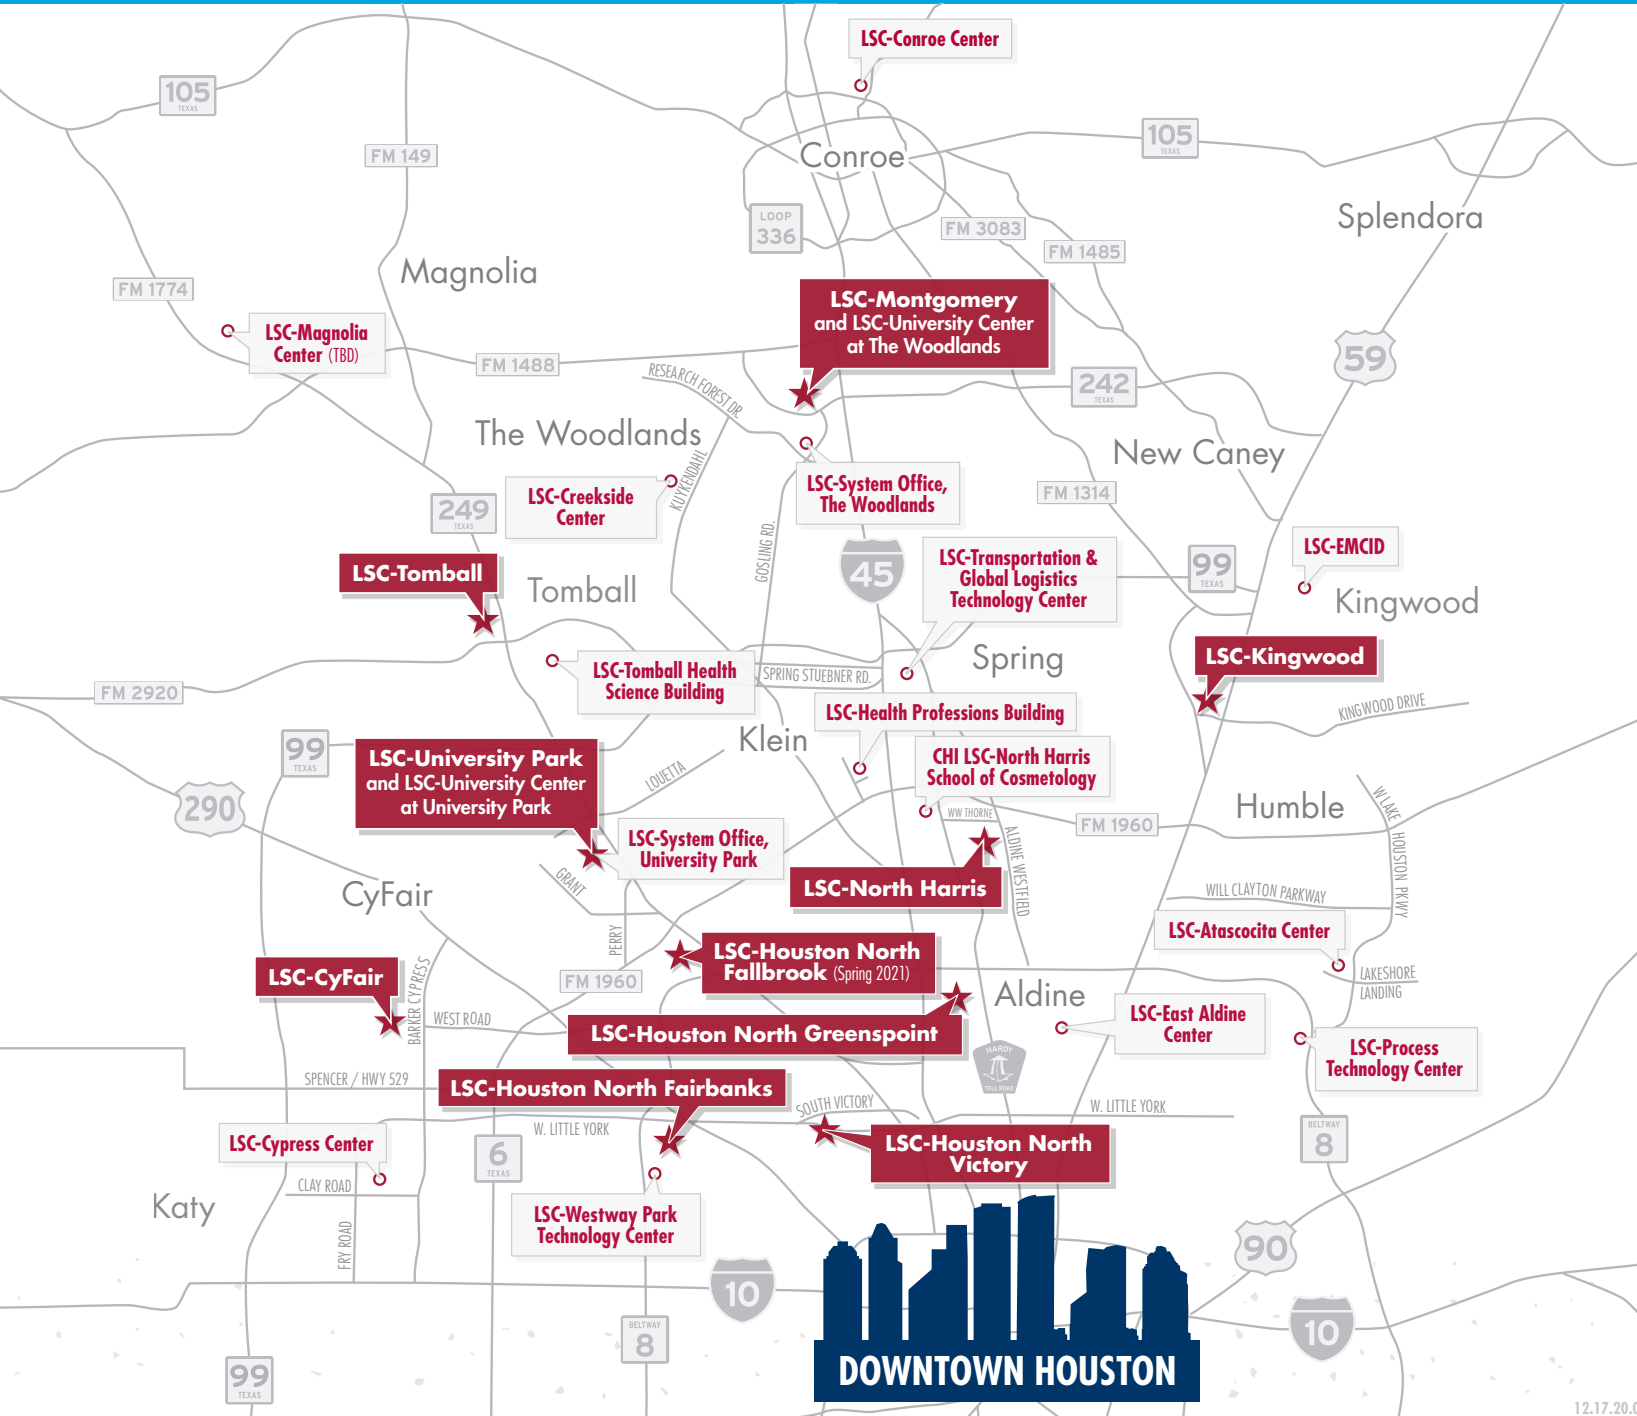 LSC-Conroe Center
105
TEXAS
FM 149
Conroe
105
TEXAS
LOOP
336
FM 3083
FM 1485
Splendora
Magnolia
FM 1774
LSC-Magnolia
Center (TBD)
FM 1488
LSC-Montgomery
and LSC-University Center
at The Woodlands
59
RESEARCH FOREST DR.
242
TEXAS
The Woodlands
New Caney
KUYKENDAHL
LSC-Creekside
Center
LSC-System Office,
The Woodlands
FM 1314
249
TEXAS
GOSLING RD.
45
LSC-Transportation &
Global Logistics
Technology Center
99
TEXAS
LSC-EMCID
Kingwood
LSC-Tomball
Tomball
Spring
LSC-Kingwood
LSC-Tomball Health
Science Building
SPRING STUEBNER RD.
FM 2920
KINGWOOD DRIVE
LSC-Health Professions Building
Klein
99
TEXAS
LSC-University Park
and LSC-University Center
at University Park
LOUETTA
CHI LSC-North Harris
School of Cosmetology
290
WW THORNE
ALDINE WESTFIELD
FM 1960
Humble
W LAKE HOUSTON PKWY
LSC-System Office,
University Park
GRANT
CyFair
LSC-North Harris
WILL CLAYTON PARKWAY
LSC-Atascocita Center
PERRY
LSC-Houston North
Fallbrook (Spring 2021)
LSC-CyFair
BARKER CYPRESS
FM 1960
LAKESHORE
LANDING
Aldine
WEST ROAD
LSC-Houston North Greenspoint
LSC-East Aldine
Center
LSC-Process
Technology Center
HARDY
TOLL ROAD
SPENCER / HWY 529
LSC-Houston North Fairbanks
SOUTH VICTORY
W. LITTLE YORK
W. LITTLE YORK
LSC-Cypress Center
6
TEXAS
LSC-Houston North
Victory
BELTWAY
8
CLAY ROAD
Katy
FRY ROAD
LSC-Westway Park
Technology Center
90
10
10
BELTWAY
8
99
TEXAS
DOWNTOWN HOUSTON